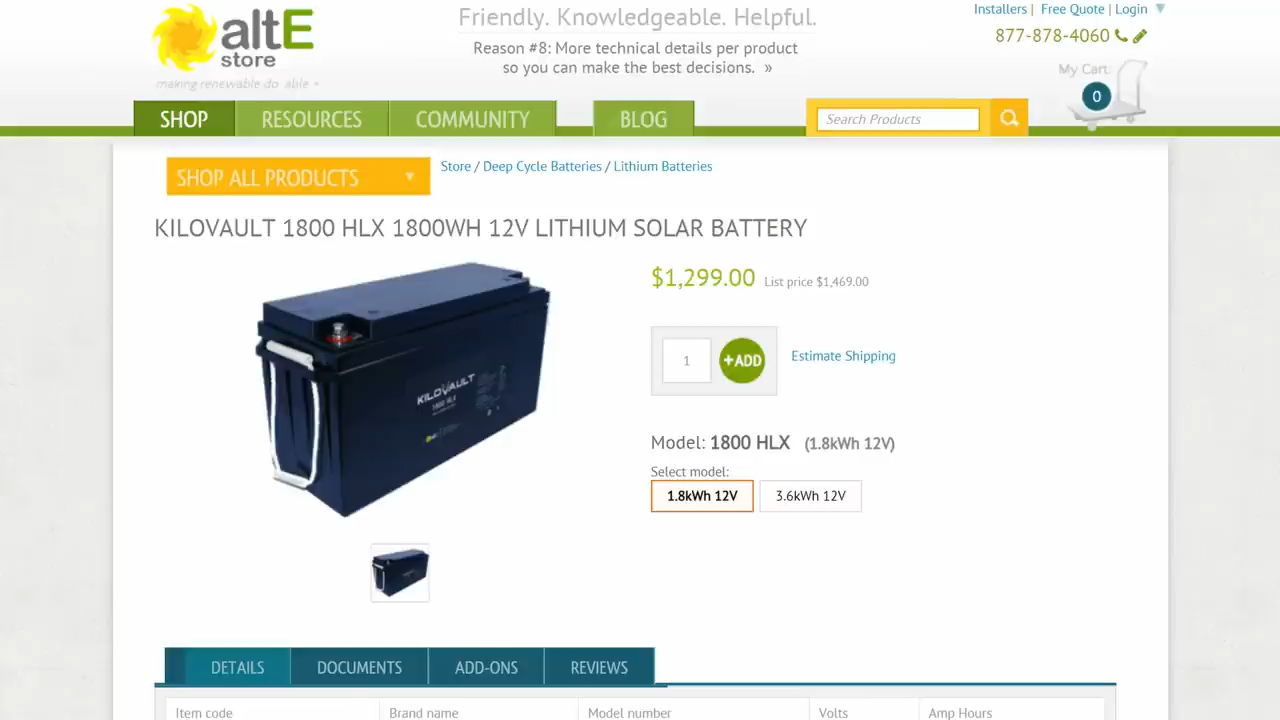 Installers | Free Quote | Login
877-878-4060
altE
store
making renewable do
able
Friendly. Knowledgeable. Helpful.
Reason #8: More technical details per product
so you can make the best decisions. »
My Cart:
0
SHOP
RESOURCES
COMMUNITY
BLOG
Search Products
SHOP ALL PRODUCTS
Store / Deep Cycle Batteries / Lithium Batteries
KILOVAULT 1800 HLX 1800WH 12V LITHIUM SOLAR BATTERY
KILOVAULT
1800 HLX
$1,299.00 List price $1,469.00
1
+ADD
Estimate Shipping
Model: 1800 HLX (1.8kWh 12V)
Select model:
1.8kWh 12V
3.6kWh 12V
DETAILS
DOCUMENTS
ADD-ONS
REVIEWS
Item code
Brand name
Model number
Volts
Amp Hours